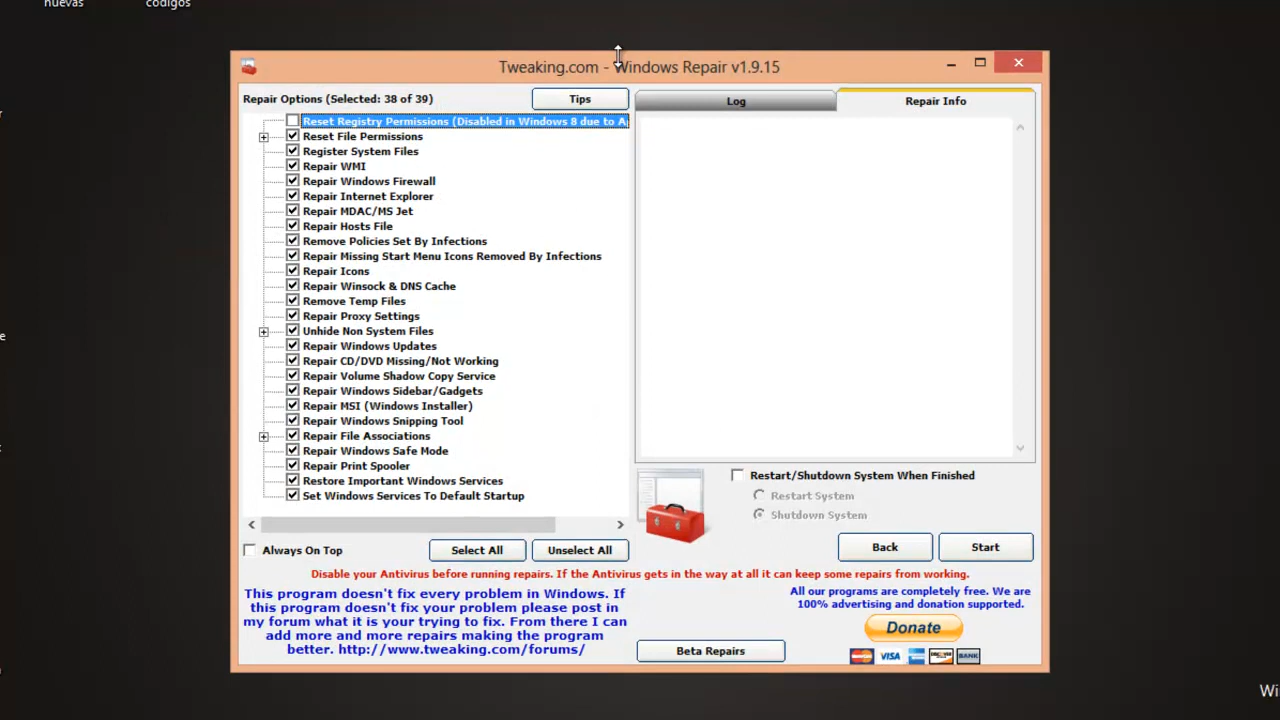 nuevas
codigos
Tweaking.com - Windows Repair v1.9.15
Repair Options (Selected: 38 of 39)
Tips
Log
Repair Info
Reset Registry Permissions (Disabled in Windows 8 due to A
Reset File Permissions
Register System Files
Repair WMI
Repair Windows Firewall
Repair Internet Explorer
Repair MDAC/MS Jet
Repair Hosts File
Remove Policies Set By Infections
Repair Missing Start Menu Icons Removed By Infections
Repair Icons
Repair Winsock & DNS Cache
Remove Temp Files
Repair Proxy Settings
Unhide Non System Files
Repair Windows Updates
Repair CD/DVD Missing/Not Working
Repair Volume Shadow Copy Service
Repair Windows Sidebar/Gadgets
Repair MSI (Windows Installer)
Repair Windows Snipping Tool
Repair File Associations
Repair Windows Safe Mode
Repair Print Spooler
Restore Important Windows Services
Set Windows Services To Default Startup
Restart/Shutdown System When Finished
Restart System
Shutdown System
Always On Top
Select All
Unselect All
Back
Start
Disable your Antivirus before running repairs. If the Antivirus gets in the way at all it can keep some repairs from working.
This program doesn't fix every problem in Windows. If
this program doesn't fix your problem please post in
my forum what it is your trying to fix. From there I can
add more and more repairs making the program
better. http://www.tweaking.com/forums/
Beta Repairs
All our programs are completely free. We are
100% advertising and donation supported.
Donate
VISA
BANK
Wi